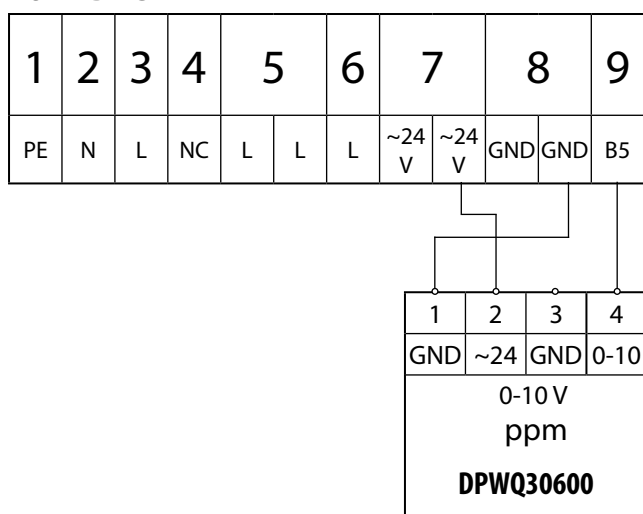 1 2 3 4 5 6 7 8 9
PE N L NC L L L ~24 V ~24 V GND GND B5
1 2 3 4
GND ~24 GND 0-10
0-10 V
ppm
DPWQ30600